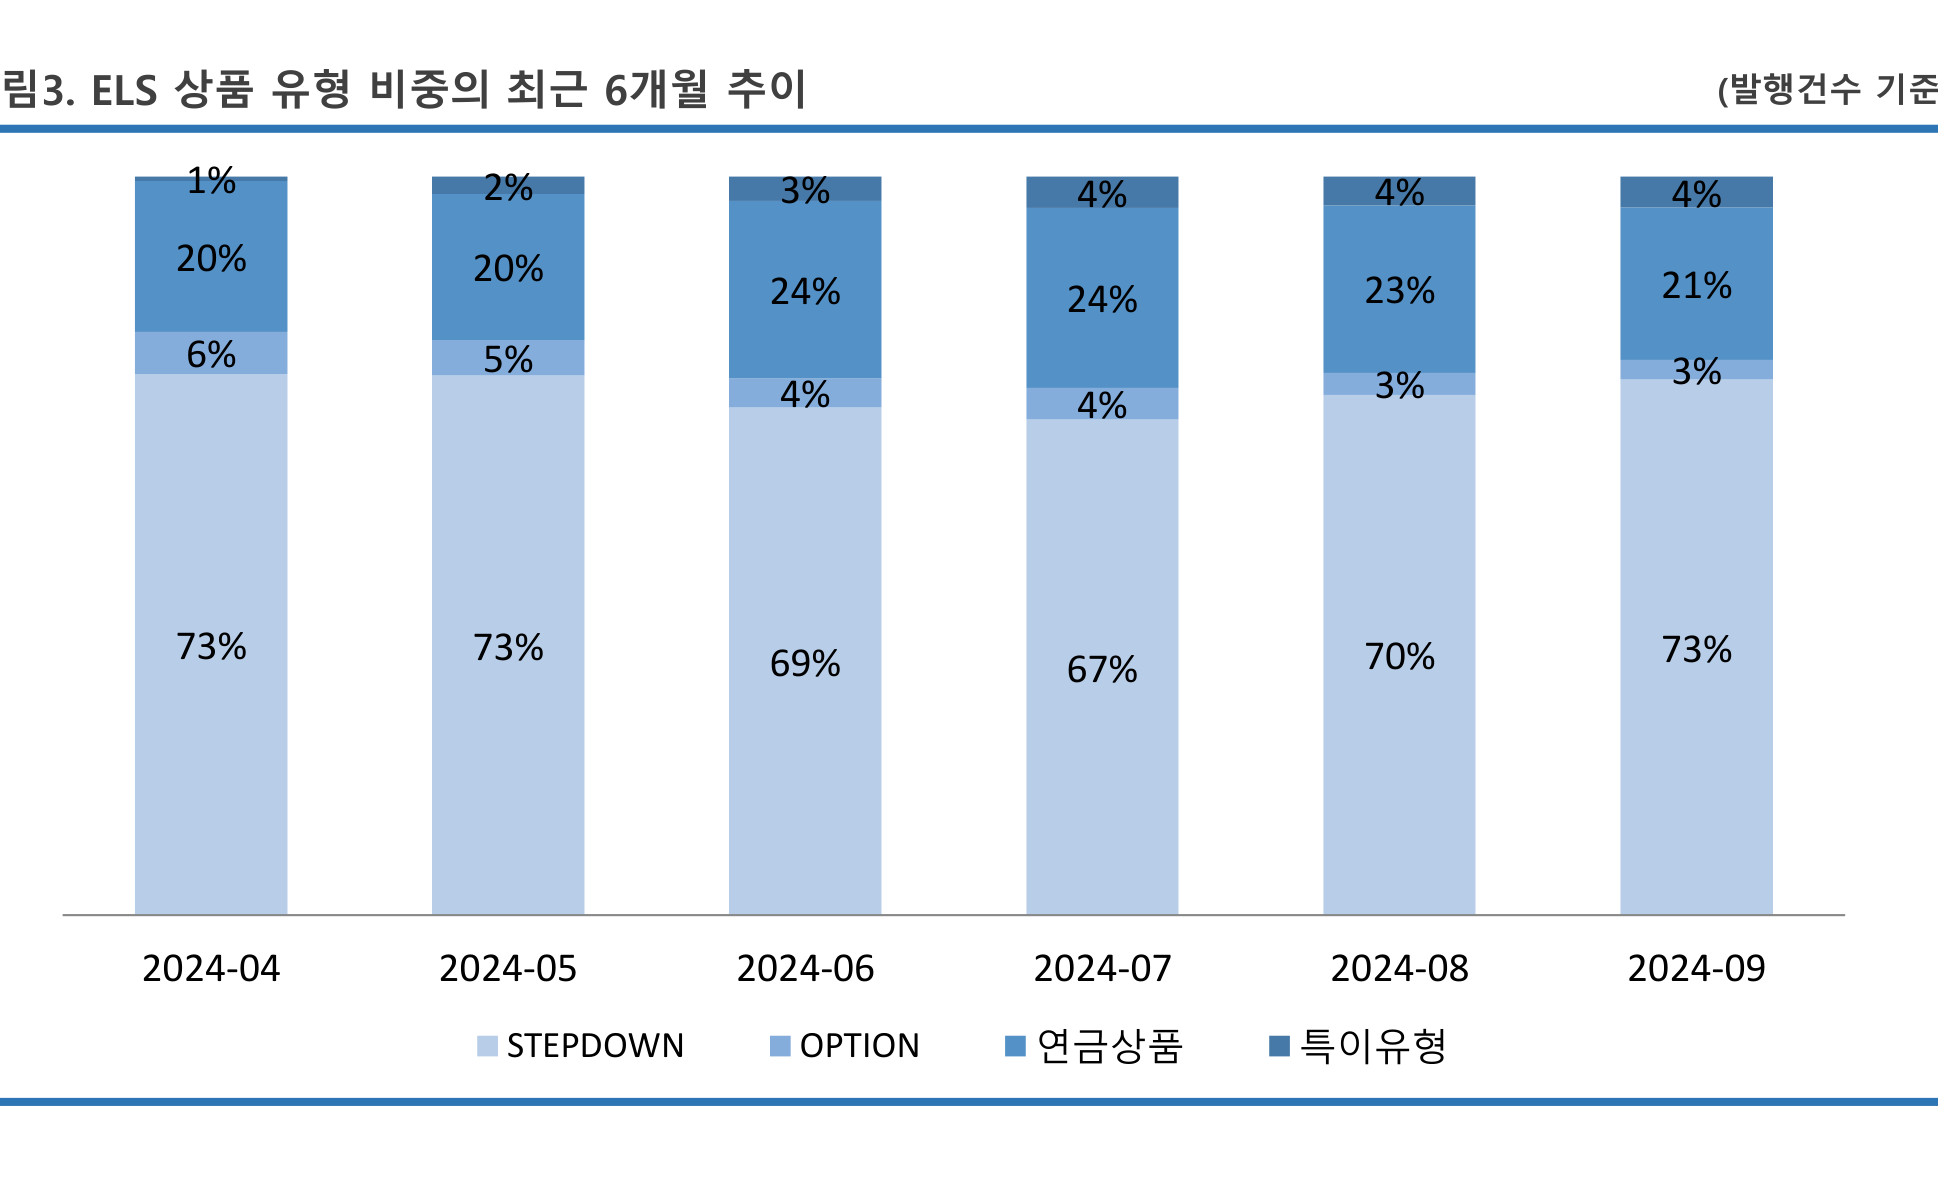 림3. ELS 상품 유형 비중의 최근 6개월 추이 (발행건수 기준
1% 2% 3% 4% 4% 4%
20% 20% 24% 24% 23% 21%
6% 5% 4% 4% 3% 3%
73% 73% 69% 67% 70% 73%
2024-04 2024-05 2024-06 2024-07 2024-08 2024-09
STEPDOWN OPTION 연금상품 특이유형